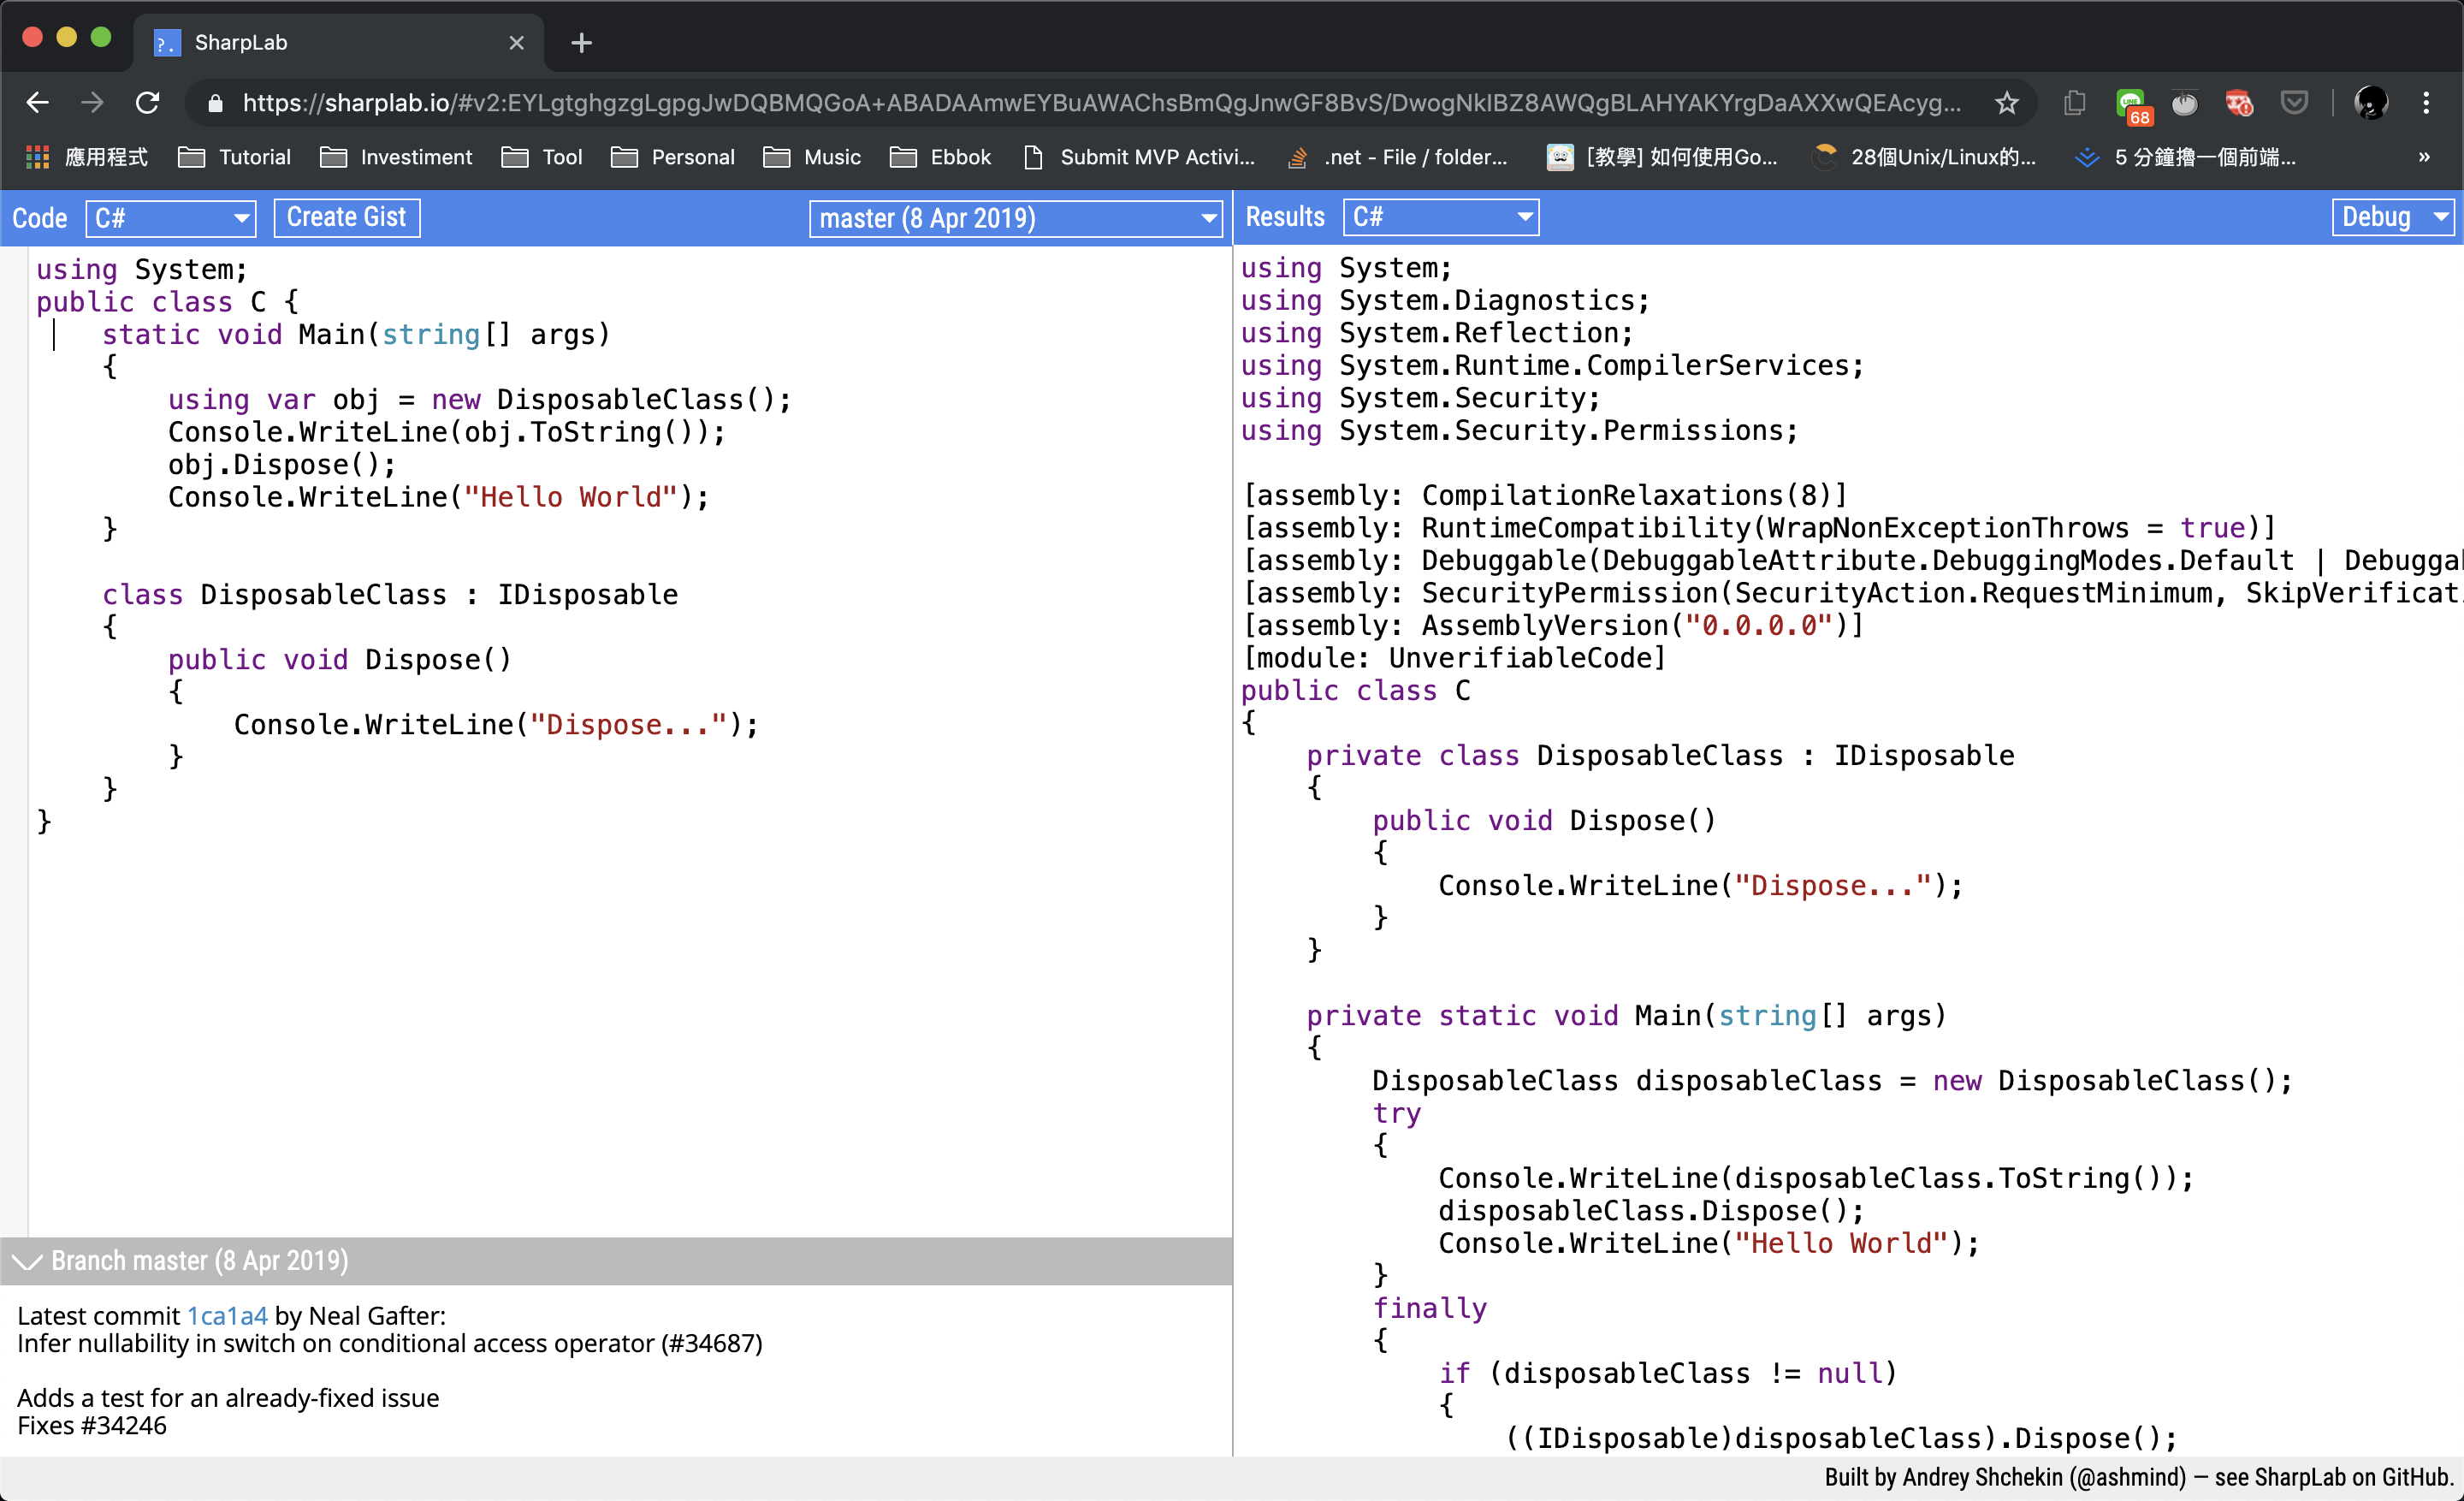 SharpLab
https://sharplab.io/#v2:EYLgtghgzgLgpgJwDQBMQGoA+ABADAAmwEYBuAWAChsBmQgJnwGF8BvS/DwogNklBZ8AWQgBLAHYAKYrgDaAXXwQEAcyg...
68
應用程式 Tutorial Investiment Tool Personal Music Ebbok Submit MVP Activi... .net - File / folder... [教學] 如何使用Go... 28個Unix/Linux的... 5 分鐘擼一個前端... »
Code C# Create Gist master (8 Apr 2019)
using System;
public class C {
    static void Main(string[] args)
    {
        using var obj = new DisposableClass();
        Console.WriteLine(obj.ToString());
        obj.Dispose();
        Console.WriteLine("Hello World");
    }

    class DisposableClass : IDisposable
    {
        public void Dispose()
        {
            Console.WriteLine("Dispose...");
        }
    }
}
Branch master (8 Apr 2019)
Latest commit 1ca1a4 by Neal Gafter:
Infer nullability in switch on conditional access operator (#34687)
Adds a test for an already-fixed issue
Fixes #34246
Results C# Debug
using System;
using System.Diagnostics;
using System.Reflection;
using System.Runtime.CompilerServices;
using System.Security;
using System.Security.Permissions;

[assembly: CompilationRelaxations(8)]
[assembly: RuntimeCompatibility(WrapNonExceptionThrows = true)]
[assembly: Debuggable(DebuggableAttribute.DebuggingModes.Default | Debuggal
[assembly: SecurityPermission(SecurityAction.RequestMinimum, SkipVerificat
[assembly: AssemblyVersion("0.0.0.0")]
[module: UnverifiableCode]
public class C
{
    private class DisposableClass : IDisposable
    {
        public void Dispose()
        {
            Console.WriteLine("Dispose...");
        }
    }

    private static void Main(string[] args)
    {
        DisposableClass disposableClass = new DisposableClass();
        try
        {
            Console.WriteLine(disposableClass.ToString());
            disposableClass.Dispose();
            Console.WriteLine("Hello World");
        }
        finally
        {
            if (disposableClass != null)
            {
                ((IDisposable)disposableClass).Dispose();
Built by Andrey Shchekin (@ashmind) — see SharpLab on GitHub.